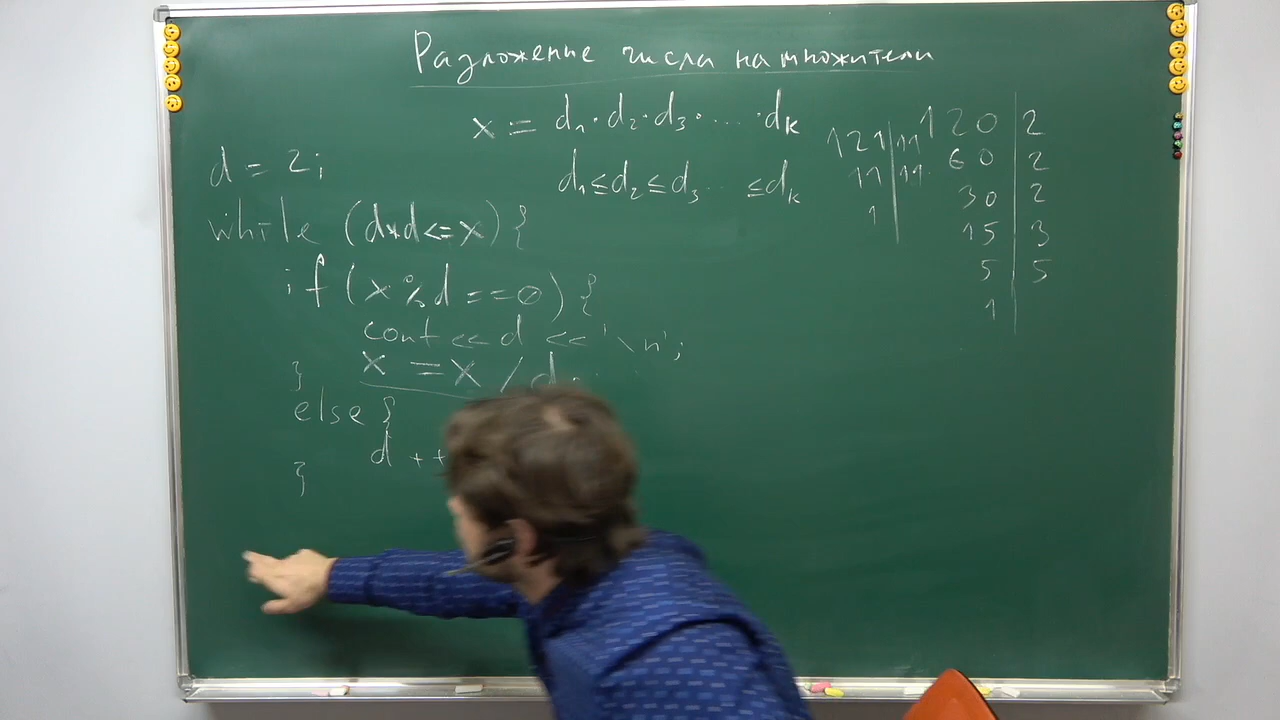 Разложение числа на множители
x = d₁·d₂·d₃·....·dₖ
d₁≤d₂≤d₃.. ≤dₖ
d = 2;
while (d*d<=x) {
if (x%d==0) {
cout << d << '\n';
x = x / d
}
else {
d ++
}
121 | 11
11 | 11
1
120 | 2
60 | 2
30 | 2
15 | 3
5 | 5
1